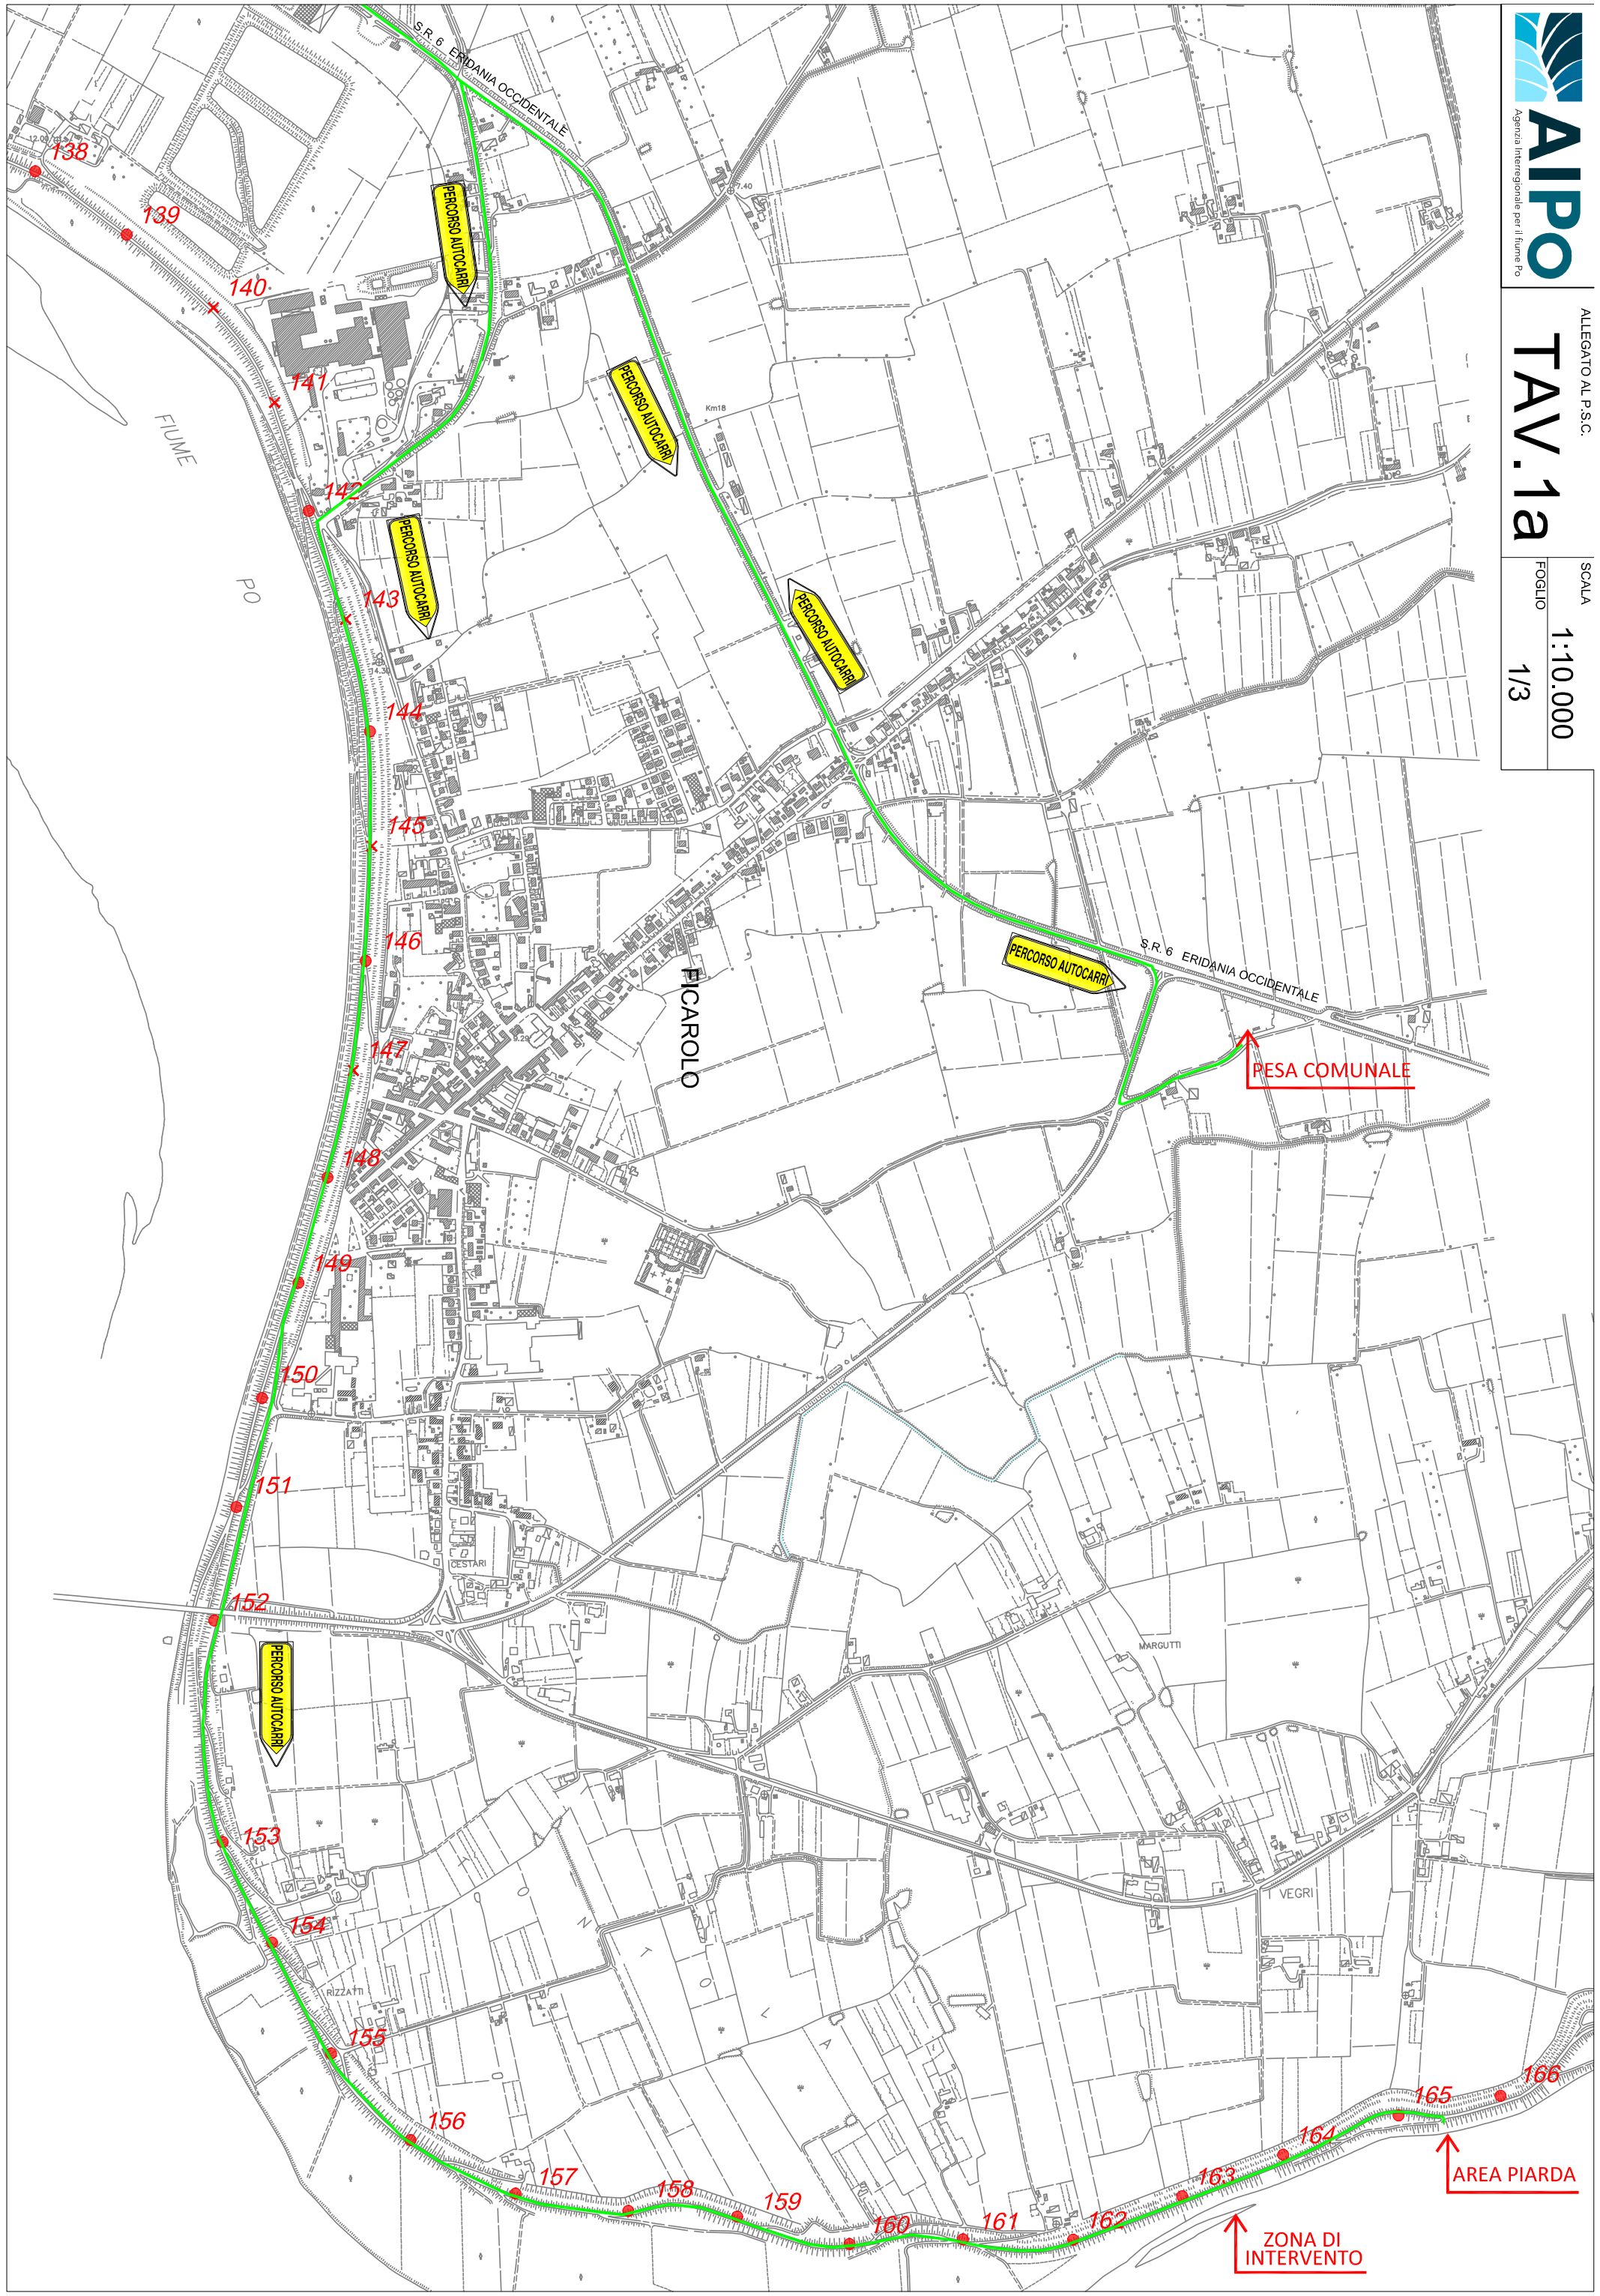 AIPO
Agenzia Interregionale per il fiume Po
ALLEGATO AL P.S.C.
TAV.1a
SCALA
1:10.000
FOGLIO
1/3
S.R. 6 ERIDANIA OCCIDENTALE
PERCORSO AUTOCARRI
PERCORSO AUTOCARRI
PERCORSO AUTOCARRI
PERCORSO AUTOCARRI
PERCORSO AUTOCARRI
PERCORSO AUTOCARRI
S.R. 6 ERIDANIA OCCIDENTALE
PESA COMUNALE
FICAROLO
FIUME
PO
Km18
7.40
9.29
138
139
140
141
142
143
144
145
146
147
148
149
150
151
152
153
154
155
156
157
158
159
160
161
162
163
164
165
166
CESTARI
MARGUTTI
I VEGRI
RIZZATTI
AREA PIARDA
ZONA DI
INTERVENTO